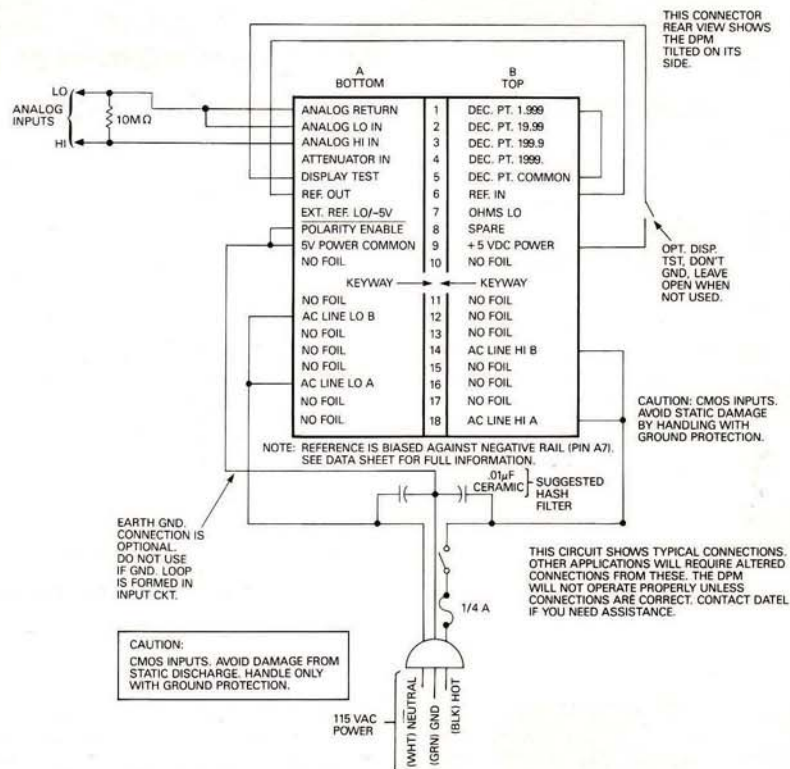 THIS CONNECTOR
REAR VIEW SHOWS
THE DPM
TILTED ON ITS
SIDE.
A
BOTTOM
B
TOP
LO
ANALOG
INPUTS
HI
10MΩ
ANALOG RETURN 1 DEC. PT. 1.999
ANALOG LO IN 2 DEC. PT. 19.99
ANALOG HI IN 3 DEC. PT. 199.9
ATTENUATOR IN 4 DEC. PT. 1999.
DISPLAY TEST 5 DEC. PT. COMMON
REF. OUT 6 REF. IN
EXT. REF. LO/-5V 7 OHMS LO
POLARITY ENABLE 8 SPARE
5V POWER COMMON 9 + 5 VDC POWER
NO FOIL 10 NO FOIL
KEYWAY KEYWAY
NO FOIL 11 NO FOIL
AC LINE LO B 12 NO FOIL
NO FOIL 13 NO FOIL
NO FOIL 14 AC LINE HI B
NO FOIL 15 NO FOIL
AC LINE LO A 16 NO FOIL
NO FOIL 17 NO FOIL
NO FOIL 18 AC LINE HI A
OPT. DISP.
TST, DON'T
GND, LEAVE
OPEN WHEN
NOT USED.
CAUTION: CMOS INPUTS.
AVOID STATIC DAMAGE
BY HANDLING WITH
GROUND PROTECTION.
NOTE: REFERENCE IS BIASED AGAINST NEGATIVE RAIL (PIN A7).
SEE DATA SHEET FOR FULL INFORMATION.
.01µF
CERAMIC
SUGGESTED
HASH
FILTER
EARTH GND.
CONNECTION IS
OPTIONAL.
DO NOT USE
IF GND. LOOP
IS FORMED IN
INPUT CKT.
THIS CIRCUIT SHOWS TYPICAL CONNECTIONS.
OTHER APPLICATIONS WILL REQUIRE ALTERED
CONNECTIONS FROM THESE. THE DPM
WILL NOT OPERATE PROPERLY UNLESS
CONNECTIONS ARE CORRECT. CONTACT DATEL
IF YOU NEED ASSISTANCE.
1/4 A
CAUTION:
CMOS INPUTS. AVOID DAMAGE FROM
STATIC DISCHARGE. HANDLE ONLY
WITH GROUND PROTECTION.
115 VAC
POWER
(WHT) NEUTRAL
(GRN) GND
(BLK) HOT